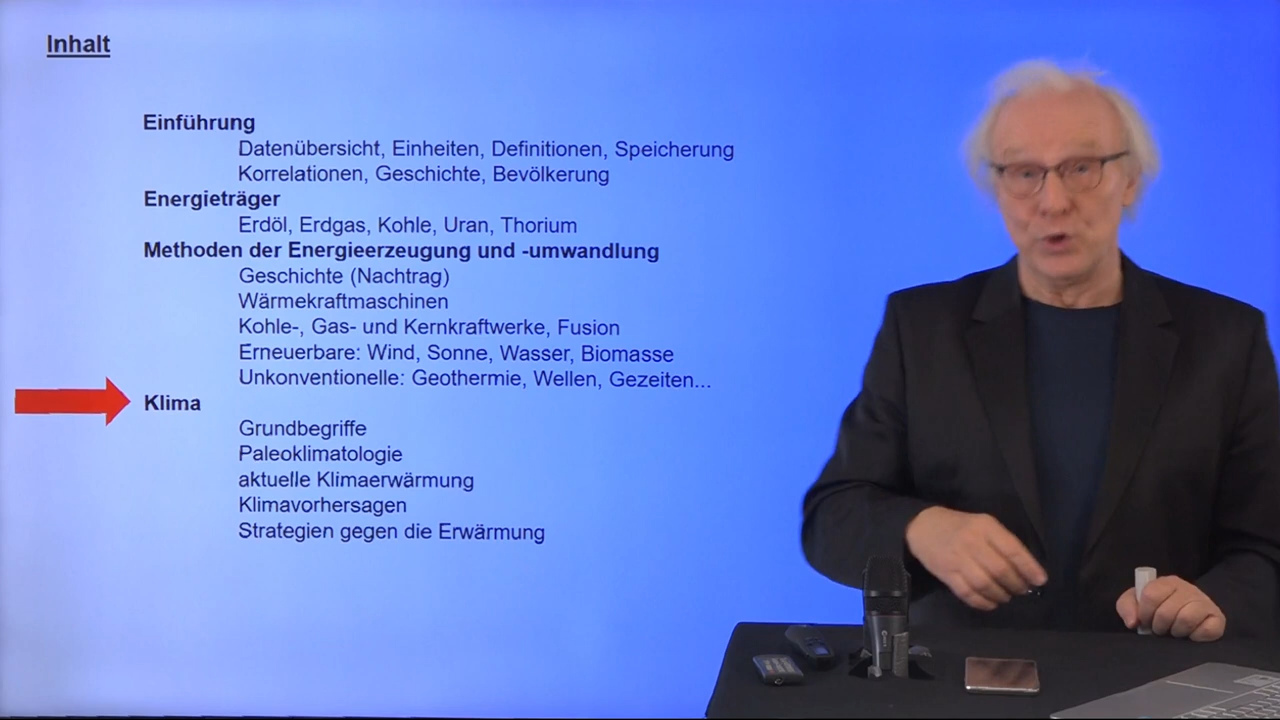 Inhalt
Einführung
Datenübersicht, Einheiten, Definitionen, Speicherung
Korrelationen, Geschichte, Bevölkerung
Energieträger
Erdöl, Erdgas, Kohle, Uran, Thorium
Methoden der Energieerzeugung und -umwandlung
Geschichte (Nachtrag)
Wärmekraftmaschinen
Kohle-, Gas- und Kernkraftwerke, Fusion
Erneuerbare: Wind, Sonne, Wasser, Biomasse
Unkonventionelle: Geothermie, Wellen, Gezeiten...
Klima
Grundbegriffe
Paleoklimatologie
aktuelle Klimaerwärmung
Klimavorhersagen
Strategien gegen die Erwärmung